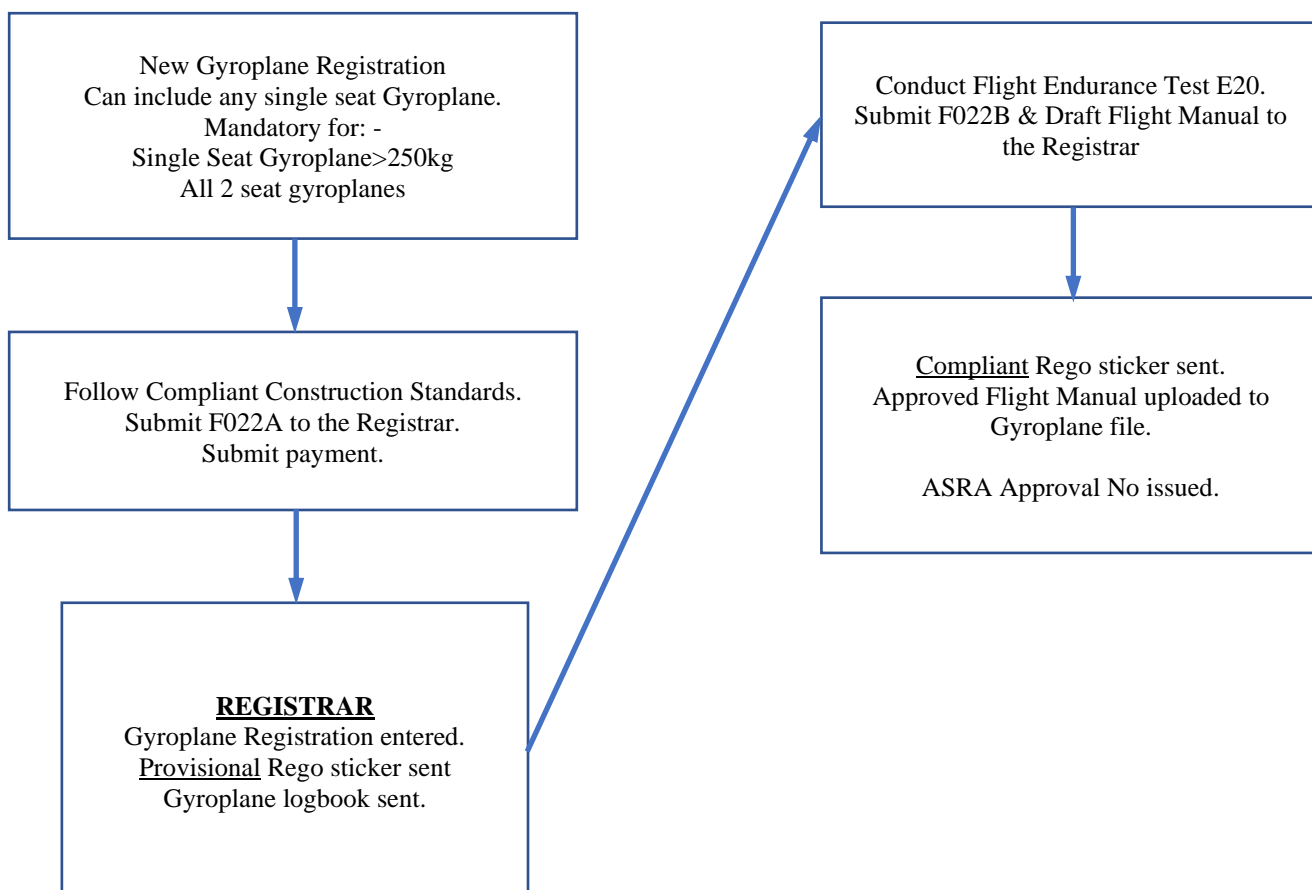 New Gyroplane Registration
Can include any single seat Gyroplane.
Mandatory for: -
Single Seat Gyroplane>250kg
All 2 seat gyroplanes
Follow Compliant Construction Standards.
Submit F022A to the Registrar.
Submit payment.
REGISTRAR
Gyroplane Registration entered.
Provisional Rego sticker sent
Gyroplane logbook sent.
Conduct Flight Endurance Test E20.
Submit F022B & Draft Flight Manual to
the Registrar
Compliant Rego sticker sent.
Approved Flight Manual uploaded to
Gyroplane file.
ASRA Approval No issued.